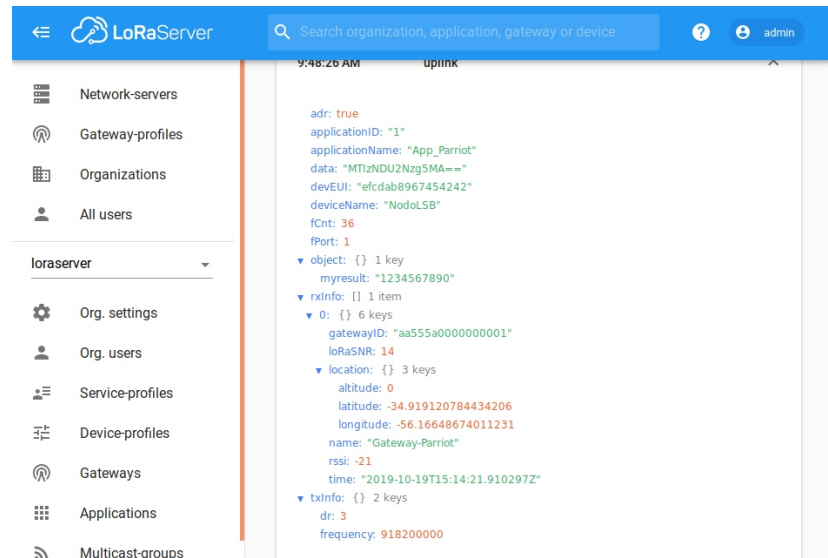 LoRaServer
Search organization, application, gateway or device
?
admin
Network-servers
Gateway-profiles
Organizations
All users
loraserver
Org. settings
Org. users
Service-profiles
Device-profiles
Gateways
Applications
Multicast-groups
9:48:26 AM uplink
adr: true
applicationID: "1"
applicationName: "App_Parriot"
data: "MTIzNDU2Nzg5MA=="
devEUI: "efcdab8967454242"
deviceName: "NodoLSB"
fCnt: 36
fPort: 1
▼ object: {} 1 key
myresult: "1234567890"
▼ rxInfo: [] 1 item
▼ 0: {} 6 keys
gatewayID: "aa555a0000000001"
loRaSNR: 14
▼ location: {} 3 keys
altitude: 0
latitude: -34.919120784434206
longitude: -56.16648674011231
name: "Gateway-Parriot"
rssi: -21
time: "2019-10-19T15:14:21.910297Z"
▼ txInfo: {} 2 keys
dr: 3
frequency: 918200000